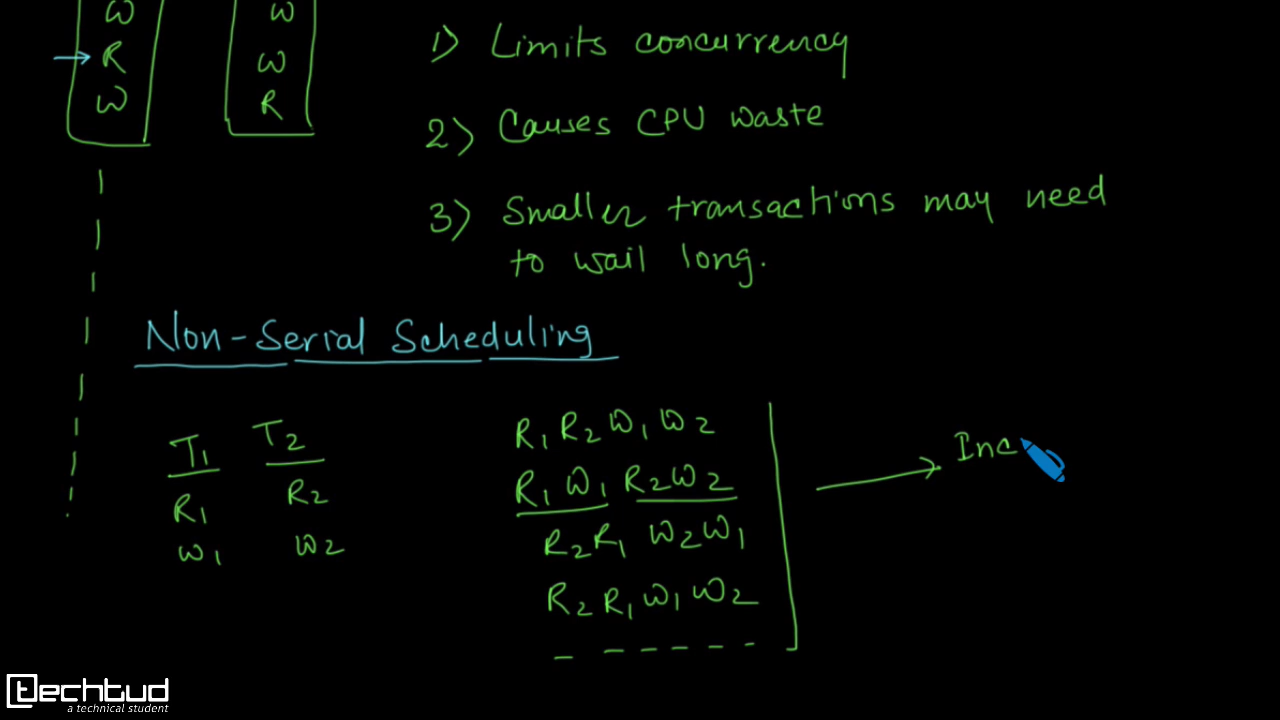 W
R
W
W
W
R
1) Limits concurrency
2) Causes CPU waste
3) Smaller transactions may need
to wail long.
Non-Serial Scheduling
T1 T2
R1 R2
W1 W2
R1 R2 W1 W2
R1 W1 R2 W2
R2 R1 W2 W1
R2 R1 W1 W2
Inc
techtud
a technical student